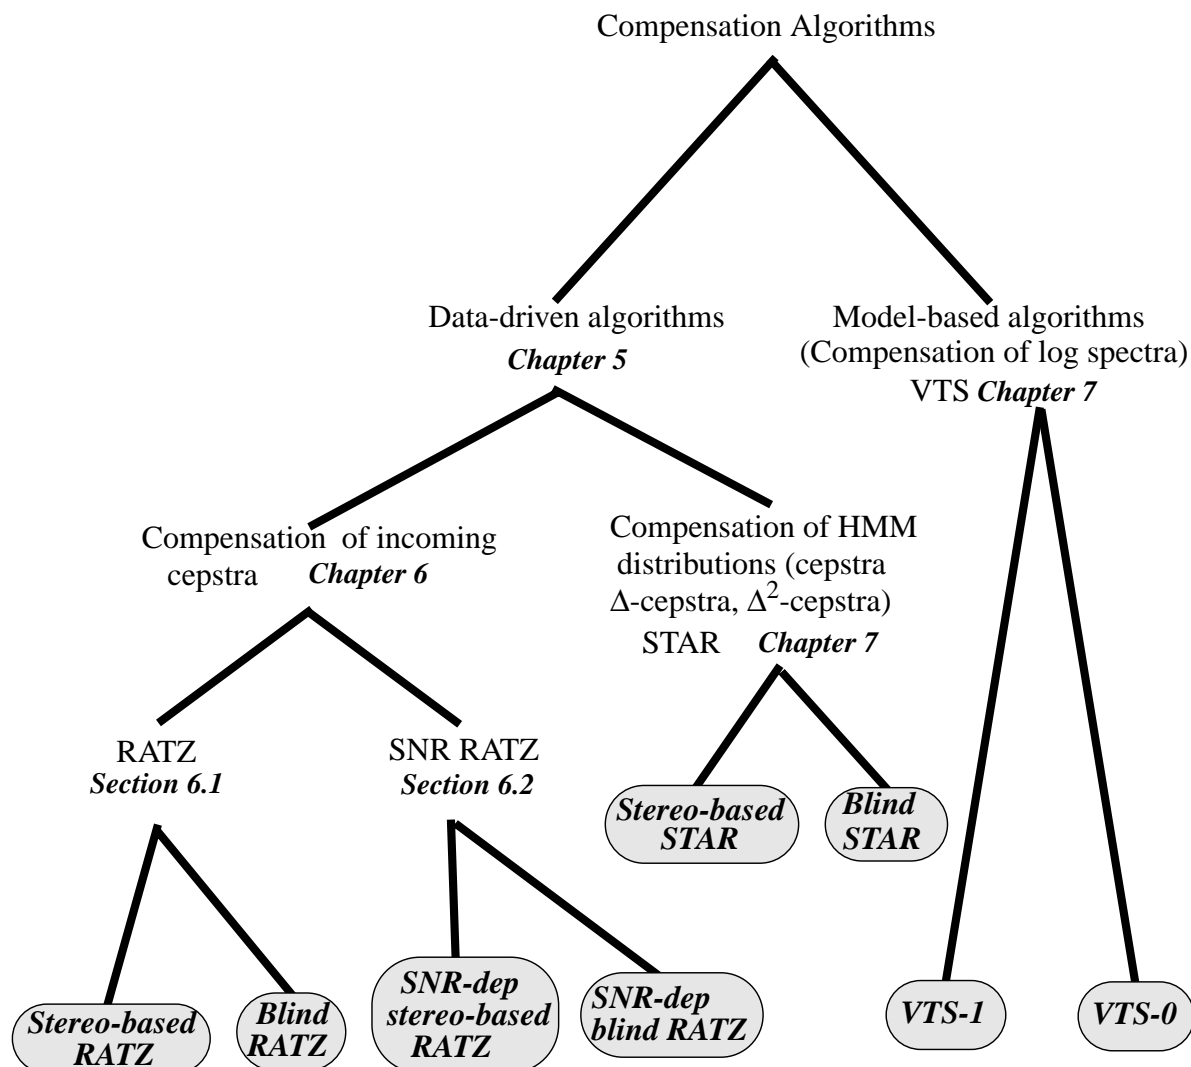 Compensation Algorithms
Data-driven algorithms
Chapter 5
Model-based algorithms
(Compensation of log spectra)
VTS Chapter 7
Compensation of incoming
cepstra Chapter 6
Compensation of HMM
distributions (cepstra
Δ-cepstra, Δ²-cepstra)
STAR Chapter 7
RATZ
Section 6.1
SNR RATZ
Section 6.2
Stereo-based
STAR
Blind
STAR
Stereo-based
RATZ
Blind
RATZ
SNR-dep
stereo-based
RATZ
SNR-dep
blind RATZ
VTS-1
VTS-0